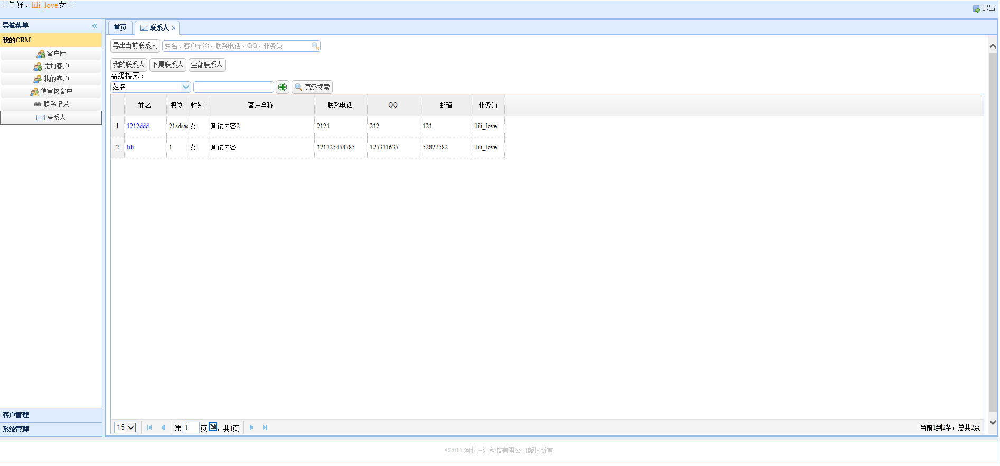 上午好，lili_love女士
退出
导航菜单
我的CRM
客户库
添加客户
我的客户
待审核客户
联系记录
联系人
客户管理
系统管理
首页 联系人
导出当前联系人 姓名、客户全称、联系电话、QQ、业务员
我的联系人 下属联系人 全部联系人
高级搜索：
姓名 高级搜索
姓名 职位 性别 客户全称 联系电话 QQ 邮箱 业务员
1 1212ddd 21sdsa 女 测试内容2 2121 212 121 lili_love
2 lili 1 女 测试内容 121325458785 125331635 52827582 lili_love
15 第 1 页，共1页 当前1到2条，总共2条
©2015 河北三汇科技有限公司版权所有